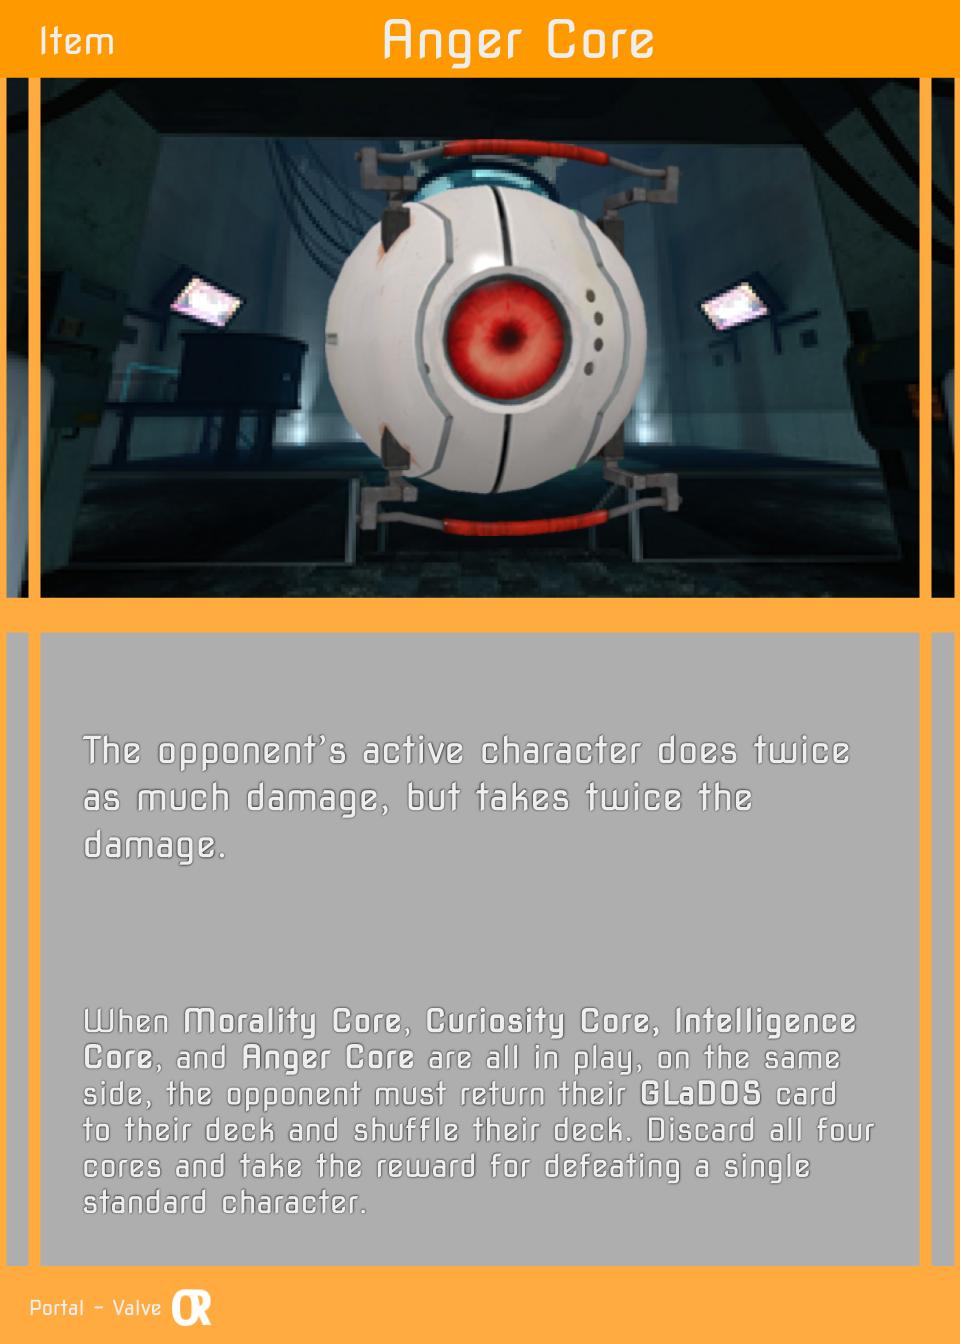 Item
Anger Core
The opponent's active character does twice
as much damage, but takes twice the
damage.
When Morality Core, Curiosity Core, Intelligence
Core, and Anger Core are all in play, on the same
side, the opponent must return their GLaDOS card
to their deck and shuffle their deck. Discard all four
cores and take the reward for defeating a single
standard character.
Portal - Valve OR